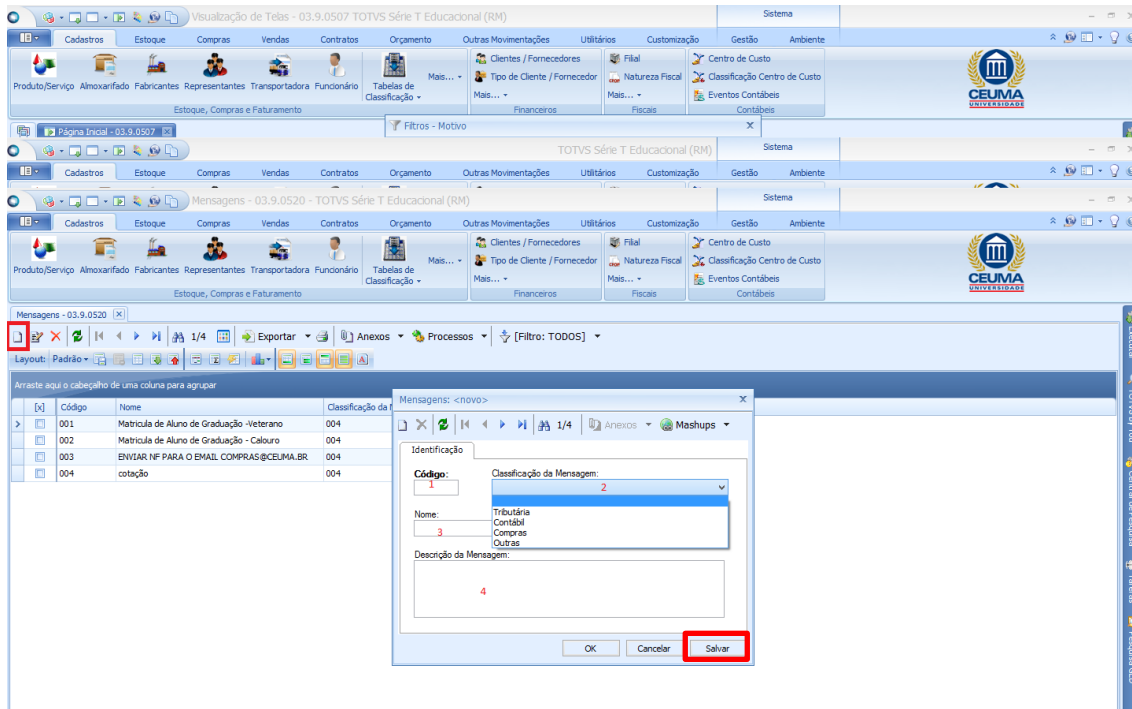 Visualização de Telas - 03.9.0507 TOTVS Série T Educacional (RM)
Sistema
Cadastros Estoque Compras Vendas Contratos Orçamento Outras Movimentações Utilitários Customização Gestão Ambiente
Produto/Serviço Almoxarifado Fabricantes Representantes Transportadora Funcionário Tabelas de Classificação Mais...
Clientes / Fornecedores Filial Centro de Custo
Tipo de Cliente / Fornecedor Natureza Fiscal Classificação Centro de Custo
Mais... Mais... Eventos Contábeis
Estoque, Compras e Faturamento Financeiros Fiscais Contábeis
CEUMA
UNIVERSIDADE
Página Inicial - 03.9.0507
Filtros - Motivo
TOTVS Série T Educacional (RM)
Sistema
Cadastros Estoque Compras Vendas Contratos Orçamento Outras Movimentações Utilitários Customização Gestão Ambiente
Mensagens - 03.9.0520 - TOTVS Série T Educacional (RM)
Sistema
Cadastros Estoque Compras Vendas Contratos Orçamento Outras Movimentações Utilitários Customização Gestão Ambiente
Produto/Serviço Almoxarifado Fabricantes Representantes Transportadora Funcionário Tabelas de Classificação Mais...
Clientes / Fornecedores Filial Centro de Custo
Tipo de Cliente / Fornecedor Natureza Fiscal Classificação Centro de Custo
Mais... Mais... Eventos Contábeis
Estoque, Compras e Faturamento Financeiros Fiscais Contábeis
CEUMA
UNIVERSIDADE
Mensagens - 03.9.0520
1/4 Exportar Anexos Processos [Filtro: TODOS]
Layout: Padrão
Arraste aqui o cabeçalho de uma coluna para agrupar
[x] Código Nome Classificação da
001 Matricula de Aluno de Graduação -Veterano 004
002 Matricula de Aluno de Graduação - Calouro 004
003 ENVIAR NF PARA O EMAIL COMPRAS@CEUMA.BR 004
004 cotação 004
Mensagens: <novo>
1/4 Anexos Mashups
Identificação
Código: Classificação da Mensagem:
1 2
Tributária
Contábil
Compras
Outras
Nome:
3
Descrição da Mensagem:
4
OK Cancelar Salvar